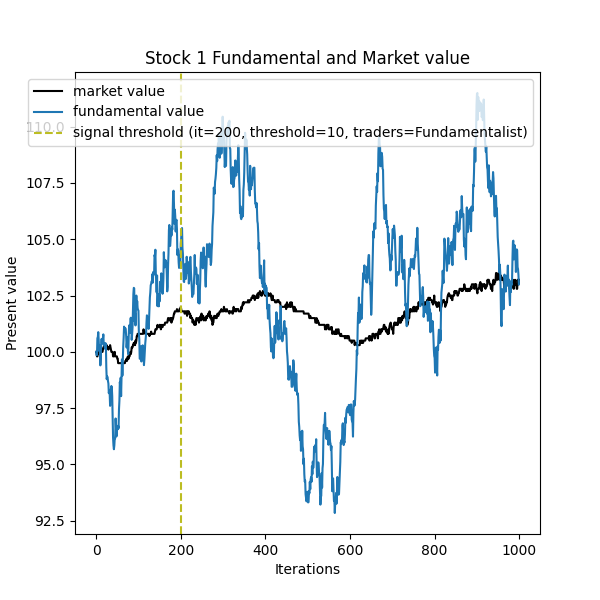 Stock 1 Fundamental and Market value
market value
fundamental value
signal threshold (it=200, threshold=10, traders=Fundamentalist)
110.0
107.5
105.0
102.5
100.0
97.5
95.0
92.5
Present value
0 200 400 600 800 1000
Iterations